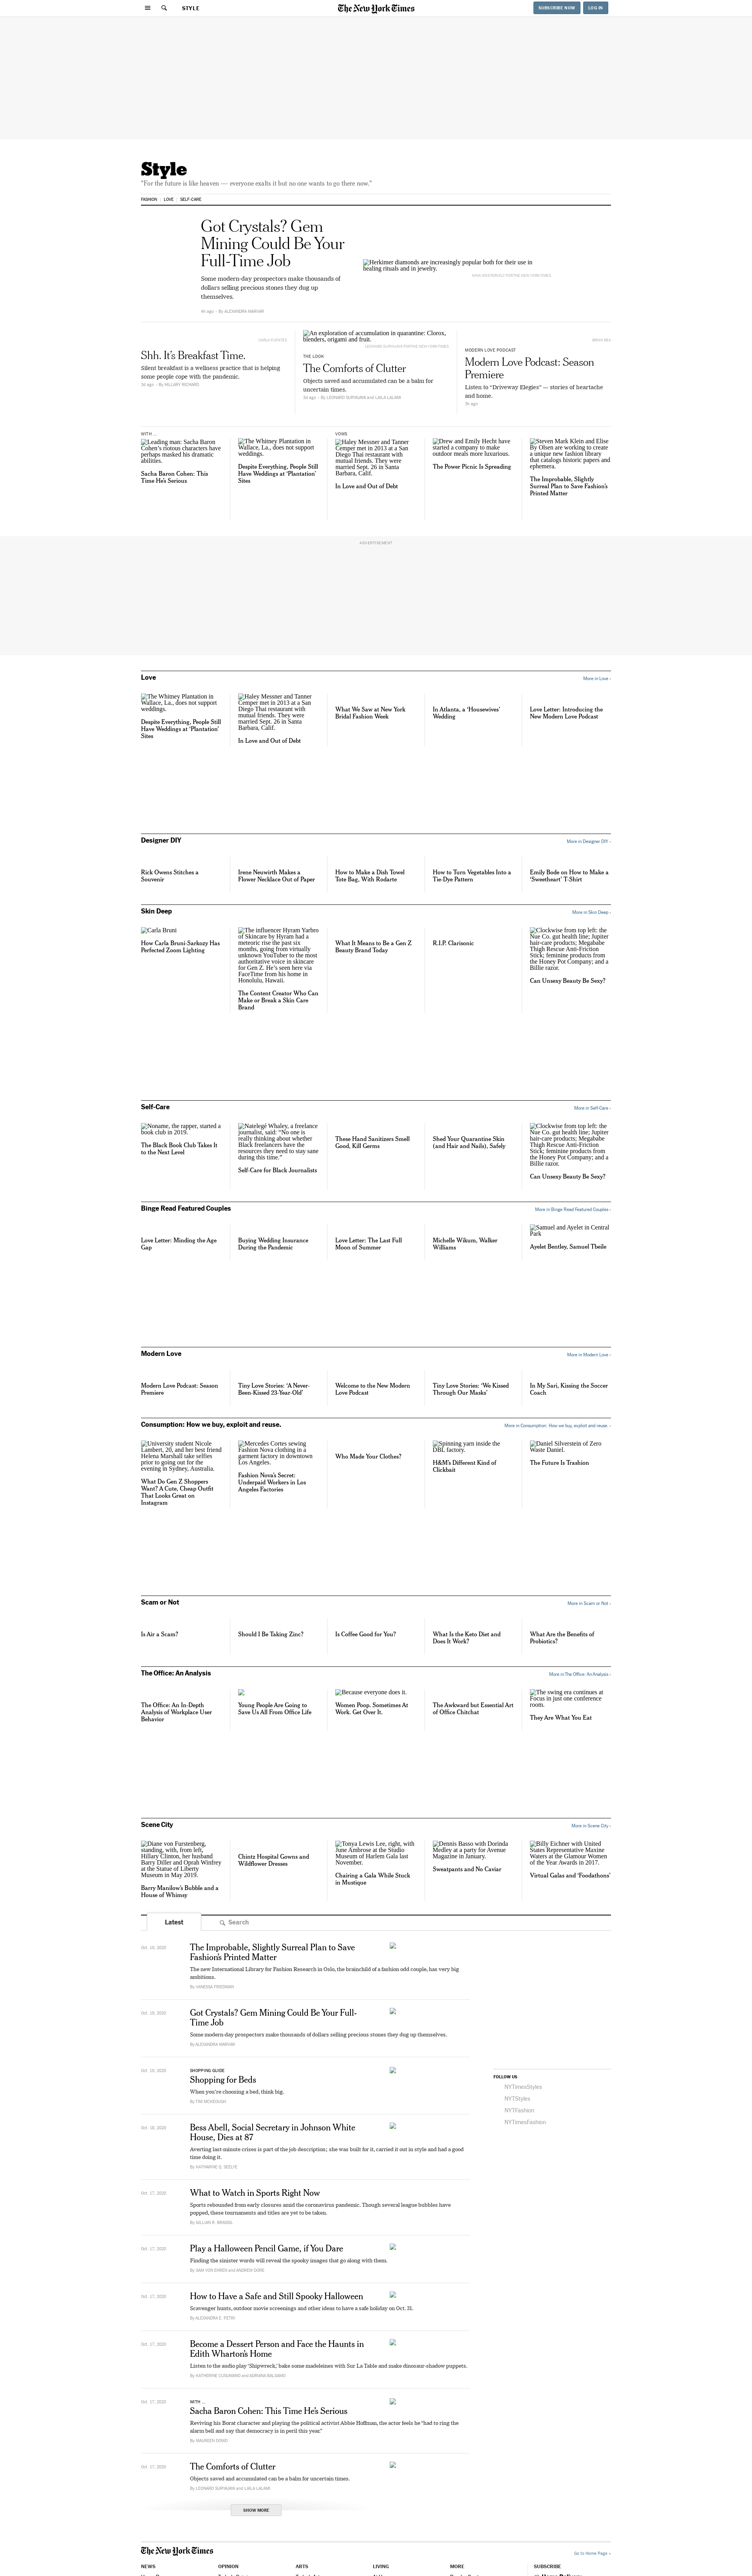 STYLE
The New York Times
SUBSCRIBE NOW
LOG IN
Style
"For the future is like heaven — everyone exalts it but no one wants to go there now."
FASHION
LOVE
SELF-CARE
Got Crystals? Gem
Mining Could Be Your
Full-Time Job
Some modern-day prospectors make thousands of
dollars selling precious stones they dug up
themselves.
4h ago · By ALEXANDRA MARVAR
Herkimer diamonds are increasingly popular both for their use in
healing rituals and in jewelry.
Shh. It's Breakfast Time.
Silent breakfast is a wellness practice that is helping
some people cope with the pandemic.
3d ago · By HILLARY RICHARD
An exploration of accumulation in quarantine: Clorox,
blenders, origami and fruit.
LEONARD SURYAJAYA FOR THE NEW YORK TIMES
THE LOOK
The Comforts of Clutter
Objects saved and accumulated can be a balm for
uncertain times.
3d ago · By LEONARD SURYAJAYA and LAILA LALAMI
BRIAN REA
MODERN LOVE PODCAST
Modern Love Podcast: Season
Premiere
Listen to "Driveway Elegies" — stories of heartache
and home.
WITH …
Leading man: Sacha Baron
Cohen's riotous characters have
perhaps masked his dramatic
abilities.
Sacha Baron Cohen: This
Time He's Serious
The Whitney Plantation in
Wallace, La., does not support
weddings.
Despite Everything, People Still
Have Weddings at 'Plantation'
Sites
VOWS
Haley Messner and Tanner
Cemper met in 2013 at a San
Diego Thai restaurant with
mutual friends. They were
married Sept. 26 in Santa
Barbara, Calif.
In Love and Out of Debt
Drew and Emily Hecht have
started a company to make
outdoor meals more luxurious.
The Power Picnic Is Spreading
Steven Mark Klein and Elise
By Olsen are working to create
a unique new fashion library
that catalogs historic papers and
ephemera.
The Improbable, Slightly
Surreal Plan to Save Fashion's
Printed Matter
ADVERTISEMENT
Love
More in Love ›
The Whitney Plantation in
Wallace, La., does not support
weddings.
Despite Everything, People Still
Have Weddings at 'Plantation'
Sites
Haley Messner and Tanner
Cemper met in 2013 at a San
Diego Thai restaurant with
mutual friends. They were
married Sept. 26 in Santa
Barbara, Calif.
In Love and Out of Debt
What We Saw at New York
Bridal Fashion Week
In Atlanta, a 'Housewives'
Wedding
Love Letter: Introducing the
New Modern Love Podcast
Designer DIY
More in Designer DIY ›
Rick Owens Stitches a
Souvenir
Irene Neuwirth Makes a
Flower Necklace Out of Paper
How to Make a Dish Towel
Tote Bag, With Rodarte
How to Turn Vegetables Into a
Tie-Dye Pattern
Emily Bode on How to Make a
'Sweetheart' T-Shirt
Skin Deep
More in Skin Deep ›
Carla Bruni
How Carla Bruni-Sarkozy Has
Perfected Zoom Lighting
The influencer Hyram Yarbro
of Skincare by Hyram had a
meteoric rise the past six
months, going from virtually
unknown YouTuber to the most
authoritative voice in skincare
for Gen Z. He's seen here via
FaceTime from his home in
Honolulu, Hawaii.
The Content Creator Who Can
Make or Break a Skin Care
Brand
What It Means to Be a Gen Z
Beauty Brand Today
R.I.P. Clarisonic
Clockwise from top left: the
Nue Co. gut health line; Jupiter
hair-care products; Megababe
Thigh Rescue Anti-Friction
Stick; feminine products from
the Honey Pot Company; and a
Billie razor.
Can Unsexy Beauty Be Sexy?
Self-Care
More in Self-Care ›
Noname, the rapper, started a
book club in 2019.
The Black Book Club Takes It
to the Next Level
Natelegé Whaley, a freelance
journalist, said: "No one is
really thinking about whether
Black freelancers have the
resources they need to stay sane
during this time."
Self-Care for Black Journalists
These Hand Sanitizers Smell
Good, Kill Germs
Shed Your Quarantine Skin
(and Hair and Nails), Safely
Clockwise from top left: the
Nue Co. gut health line; Jupiter
hair-care products; Megababe
Thigh Rescue Anti-Friction
Stick; feminine products from
the Honey Pot Company; and a
Billie razor.
Can Unsexy Beauty Be Sexy?
Binge Read Featured Couples
More in Binge Read Featured Couples ›
Love Letter: Minding the Age
Gap
Buying Wedding Insurance
During the Pandemic
Love Letter: The Last Full
Moon of Summer
Michelle Wikum, Walker
Williams
Samuel and Ayelet in Central
Park
Ayelet Bentley, Samuel Tbeile
Modern Love
More in Modern Love ›
Modern Love Podcast: Season
Premiere
Tiny Love Stories: 'A Never-
Been-Kissed 23-Year-Old'
Welcome to the New Modern
Love Podcast
Tiny Love Stories: 'We Kissed
Through Our Masks'
In My Sari, Kissing the Soccer
Coach
Consumption: How we buy, exploit and reuse.
More in Consumption: How we buy, exploit and reuse. ›
University student Nicole
Lambert, 20, and her best friend
Helena Marshall take selfies
prior to going out for the
evening in Sydney, Australia.
What Do Gen Z Shoppers
Want? A Cute, Cheap Outfit
That Looks Great on
Instagram
Mercedes Cortes sewing
Fashion Nova clothing in a
garment factory in downtown
Los Angeles.
Fashion Nova's Secret:
Underpaid Workers in Los
Angeles Factories
Who Made Your Clothes?
Spinning yarn inside the
DBL factory.
H&M's Different Kind of
Clickbait
Daniel Silverstein of Zero
Waste Daniel.
The Future Is Trashion
Scam or Not
More in Scam or Not ›
Is Air a Scam?
Should I Be Taking Zinc?
Is Coffee Good for You?
What Is the Keto Diet and
Does It Work?
What Are the Benefits of
Probiotics?
The Office: An Analysis
More in The Office: An Analysis ›
The Office: An In-Depth
Analysis of Workplace User
Behavior
Young People Are Going to
Save Us All From Office Life
Because everyone does it.
Women Poop. Sometimes At
Work. Get Over It.
The Awkward but Essential Art
of Office Chitchat
The swing era continues at
Focus in just one conference
room.
They Are What You Eat
Scene City
More in Scene City ›
Diane von Furstenberg,
standing, with, from left,
Hillary Clinton, her husband
Barry Diller and Oprah Winfrey
at the Statue of Liberty
Museum in May 2019.
Barry Manilow's Bubble and a
House of Whimsy
Chintz Hospital Gowns and
Wildflower Dresses
Tonya Lewis Lee, right, with
June Ambrose at the Studio
Museum of Harlem Gala last
November.
Chairing a Gala While Stuck
in Mustique
Dennis Basso with Dorinda
Medley at a party for Avenue
Magazine in January.
Sweatpants and No Caviar
Billy Eichner with United
States Representative Maxine
Waters at the Glamour Women
of the Year Awards in 2017.
Virtual Galas and 'Foodathons'
Latest
Search
The Improbable, Slightly Surreal Plan to Save
Fashion's Printed Matter
The new International Library for Fashion Research in Oslo, the brainchild of a fashion odd couple, has very big
ambitions.
By VANESSA FRIEDMAN
Got Crystals? Gem Mining Could Be Your Full-
Time Job
Some modern-day prospectors make thousands of dollars selling precious stones they dug up themselves.
By ALEXANDRA MARVAR
SHOPPING GUIDE
Shopping for Beds
When you're choosing a bed, think big.
By TIM MCKEOUGH
FOLLOW US
NYTimesStyles
NYTStyles
NYTFashion
NYTimesFashion
Bess Abell, Social Secretary in Johnson White
House, Dies at 87
Averting last-minute crises is part of the job description; she was built for it, carried it out in style and had a good
time doing it.
By KATHARINE Q. SEELYE
Oct. 17, 2020
What to Watch in Sports Right Now
Sports rebounded from early closures amid the coronavirus pandemic. Though several league bubbles have
popped, these tournaments and titles are yet to be taken.
By GILLIAN R. BRASSIL
Oct. 17, 2020
Play a Halloween Pencil Game, if You Dare
Finding the sinister words will reveal the spooky images that go along with them.
By SAM VON EHREN and ANDREW DIGRE
Oct. 17, 2020
How to Have a Safe and Still Spooky Halloween
Scavenger hunts, outdoor movie screenings and other ideas to have a safe holiday on Oct. 31.
By ALEXANDRA E. PETRI
Oct. 17, 2020
Become a Dessert Person and Face the Haunts in
Edith Wharton's Home
Listen to the audio play 'Shipwreck,' bake some madeleines with Sur La Table and make dinosaur-shadow puppets.
By KATHERINE CUSUMANO and ADRIANA BALSAMO
Oct. 17, 2020
WITH …
Sacha Baron Cohen: This Time He's Serious
Reviving his Borat character and playing the political activist Abbie Hoffman, the actor feels he "had to ring the
alarm bell and say that democracy is in peril this year."
By MAUREEN DOWD
Oct. 17, 2020
The Comforts of Clutter
Objects saved and accumulated can be a balm for uncertain times.
By LEONARD SURYAJAYA and LAILA LALAMI
SHOW MORE
The New York Times
Go to Home Page »
NEWS
OPINION
ARTS
LIVING
MORE
SUBSCRIBE